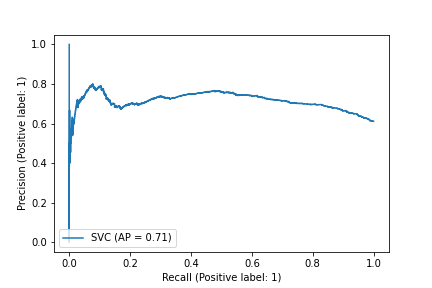 1.0
0.8
0.6
0.4
0.2
0.0
Precision (Positive label: 1)
SVC (AP = 0.71)
0.0 0.2 0.4 0.6 0.8 1.0
Recall (Positive label: 1)